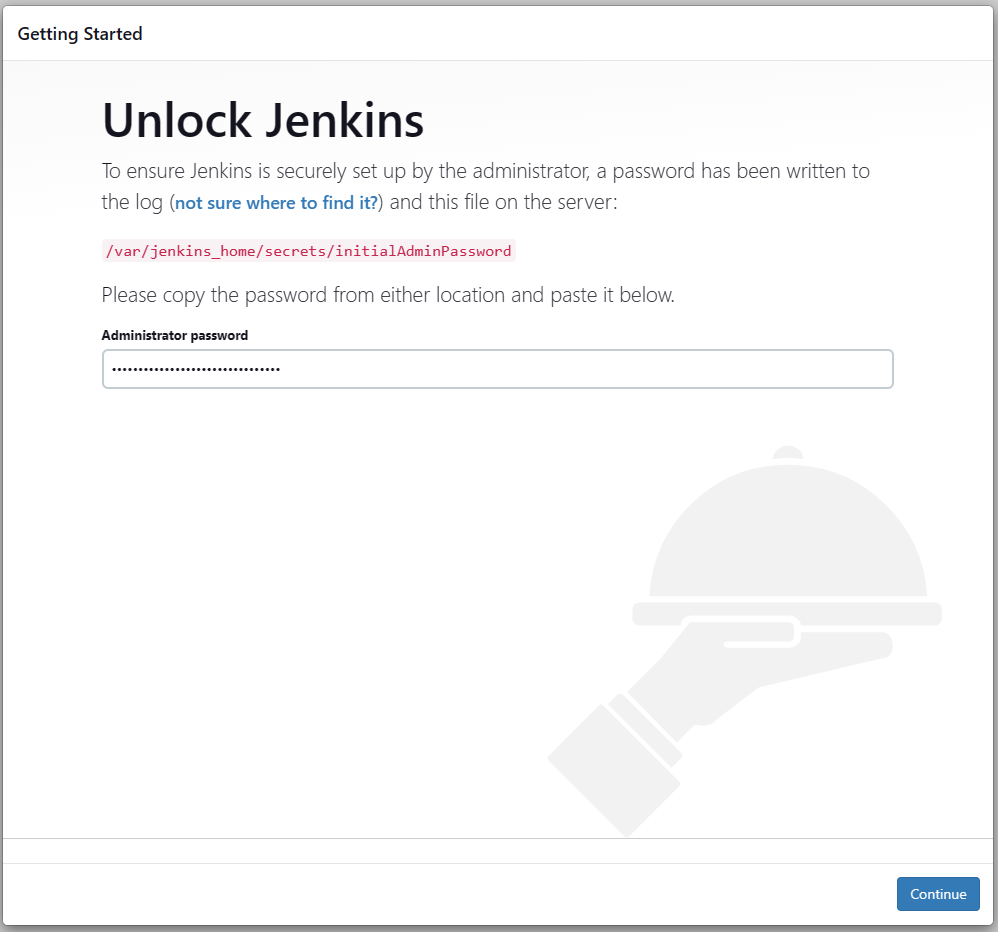 Getting Started
Unlock Jenkins
To ensure Jenkins is securely set up by the administrator, a password has been written to
the log (not sure where to find it?) and this file on the server:
/var/jenkins_home/secrets/initialAdminPassword
Please copy the password from either location and paste it below.
Administrator password
••••••••••••••••••••••••••••••••
Continue